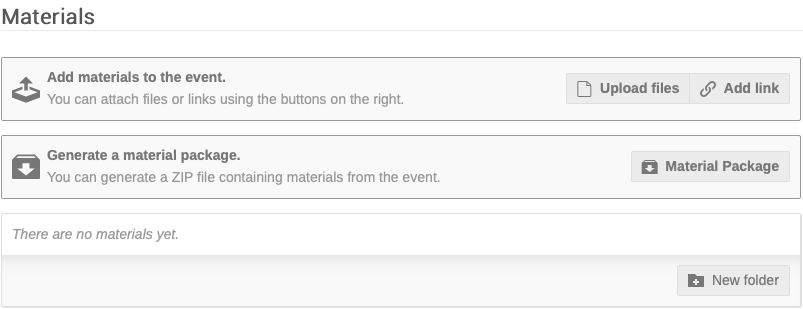 Materials
Add materials to the event.
You can attach files or links using the buttons on the right.
Upload files
Add link
Generate a material package.
You can generate a ZIP file containing materials from the event.
Material Package
There are no materials yet.
New folder